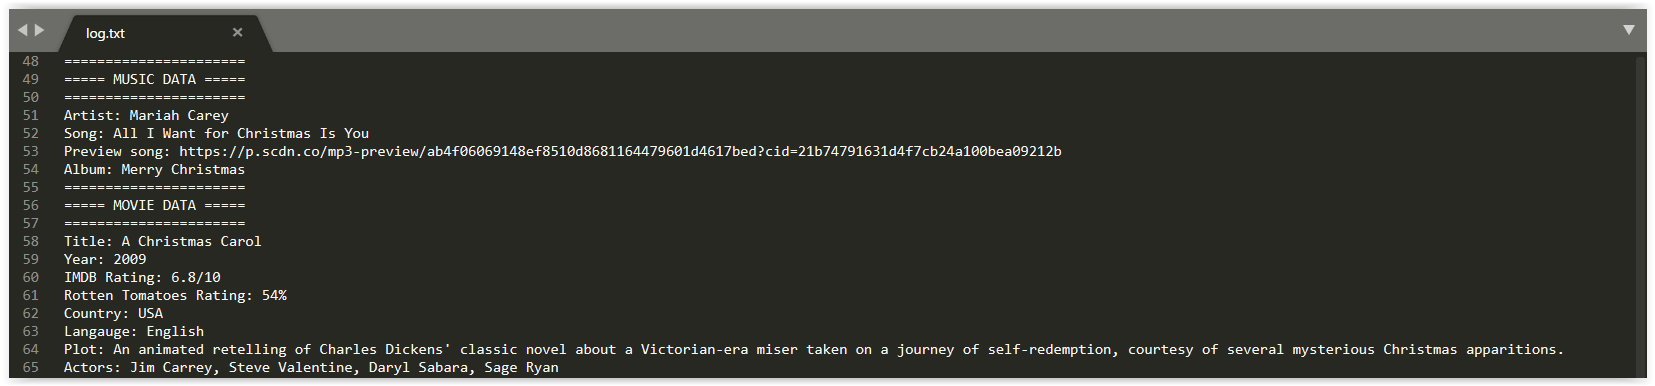 log.txt ×
48 ======================
49 ===== MUSIC DATA =====
50 ======================
51 Artist: Mariah Carey
52 Song: All I Want for Christmas Is You
53 Preview song: https://p.scdn.co/mp3-preview/ab4f06069148ef8510d8681164479601d4617bed?cid=21b74791631d4f7cb24a100bea09212b
54 Album: Merry Christmas
55 ======================
56 ===== MOVIE DATA =====
57 ======================
58 Title: A Christmas Carol
59 Year: 2009
60 IMDB Rating: 6.8/10
61 Rotten Tomatoes Rating: 54%
62 Country: USA
63 Langauge: English
64 Plot: An animated retelling of Charles Dickens' classic novel about a Victorian-era miser taken on a journey of self-redemption, courtesy of several mysterious Christmas apparitions.
65 Actors: Jim Carrey, Steve Valentine, Daryl Sabara, Sage Ryan